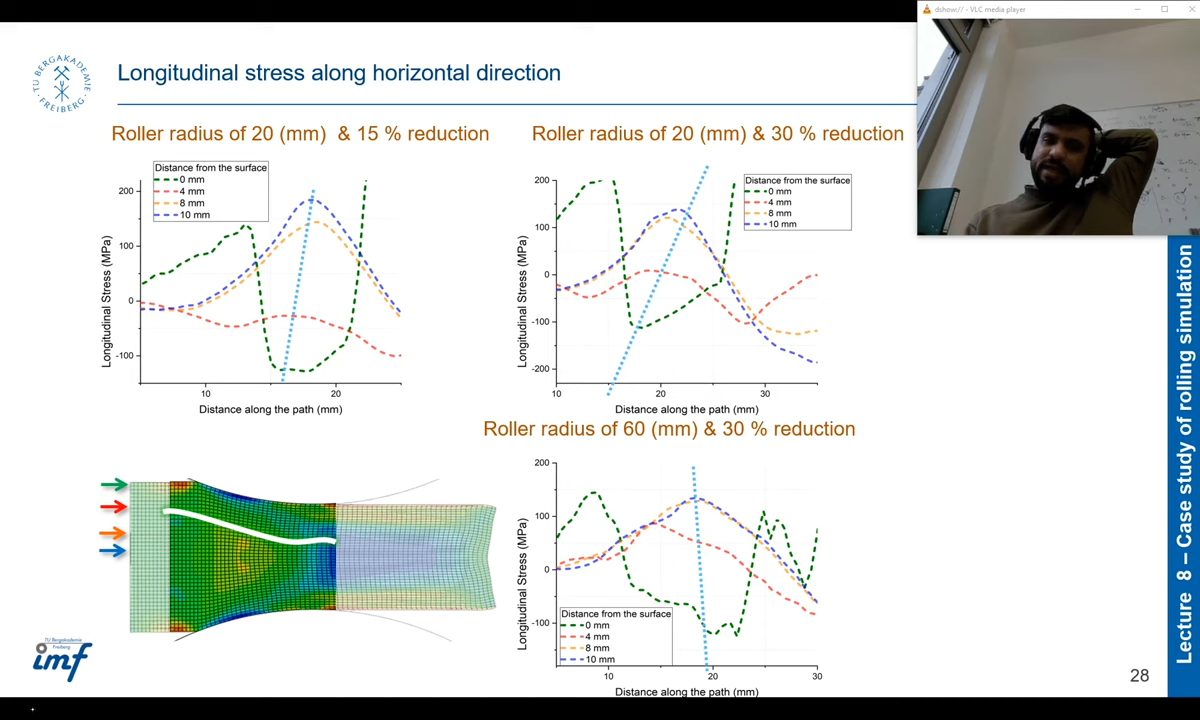 dshow:// - VLC media player
TU BERGAKADEMIE
FREIBERG
Longitudinal stress along horizontal direction
Roller radius of 20 (mm) & 15 % reduction
Distance from the surface
0 mm
4 mm
8 mm
10 mm
200
100
0
-100
Longitudinal Stress (MPa)
10
20
Distance along the path (mm)
Roller radius of 20 (mm) & 30 % reduction
Distance from the surface
0 mm
4 mm
8 mm
10 mm
200
100
0
-100
-200
Longitudinal Stress (MPa)
10
20
30
Distance along the path (mm)
Roller radius of 60 (mm) & 30 % reduction
200
100
0
-100
Longitudinal Stress (MPa)
Distance from the surface
0 mm
4 mm
8 mm
10 mm
10
20
30
Distance along the path (mm)
TU Bergakademie
Freiberg
imf
28
Lecture 8 – Case study of rolling simulation